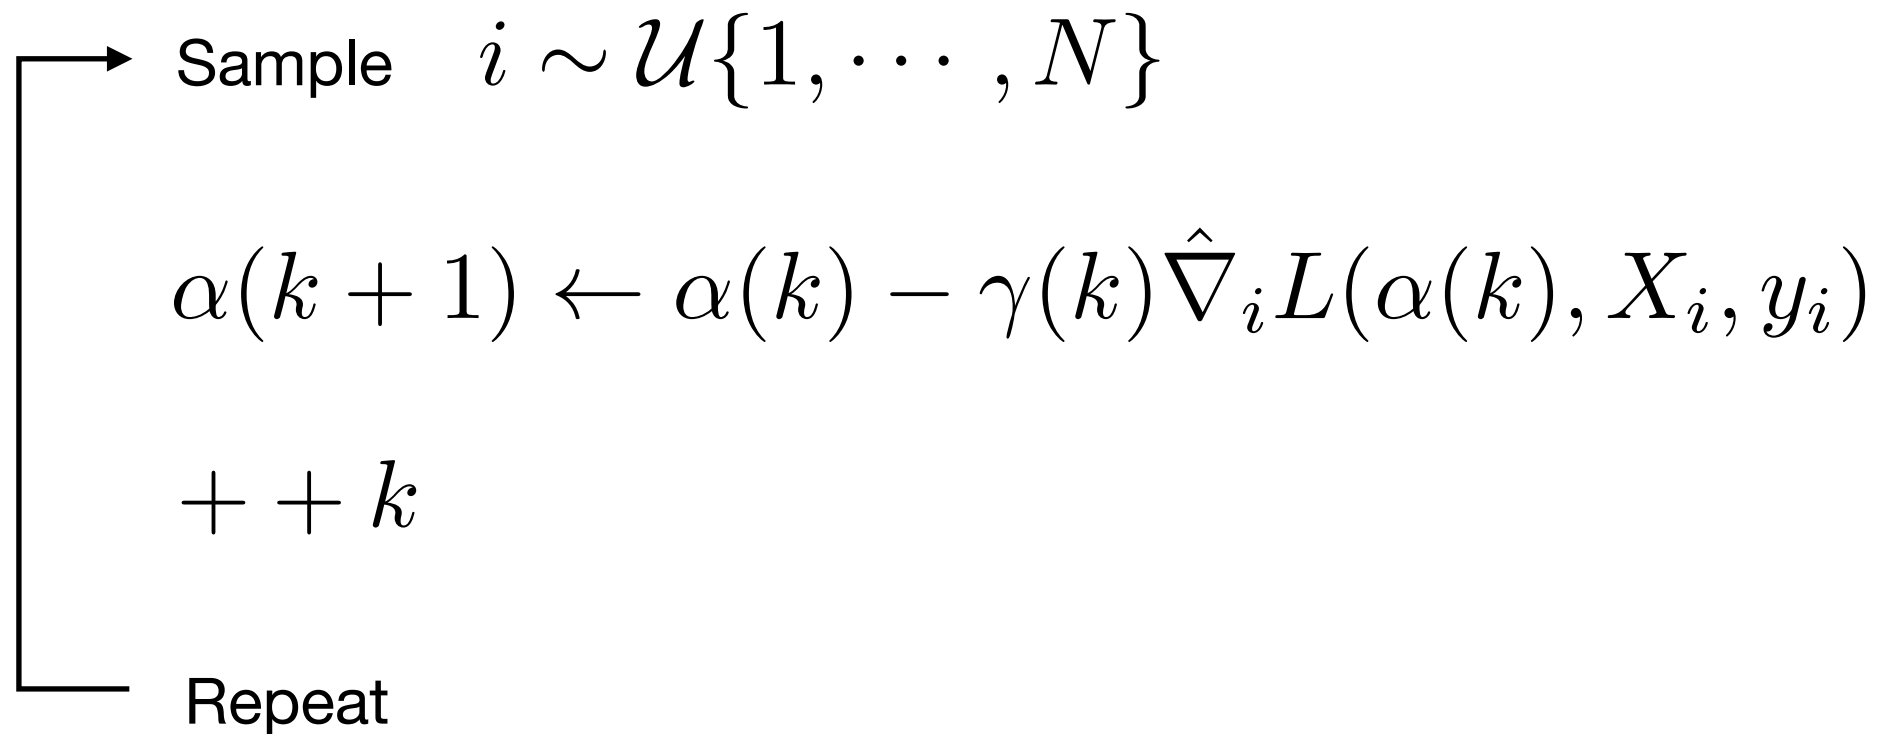 Sample i ∼ 𝒰{1, ⋯ , N}
α(k + 1) ← α(k) − γ(k)∇̂ᵢL(α(k), Xᵢ, yᵢ)
+ + k
Repeat